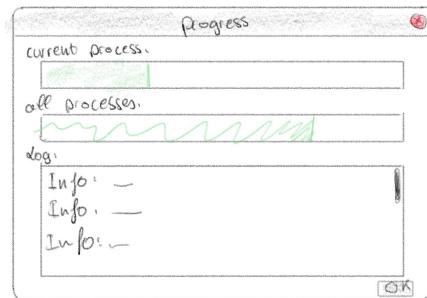 Progress
current process.
all processes.
Log:
Info: —
Info. —
Info: –
OK